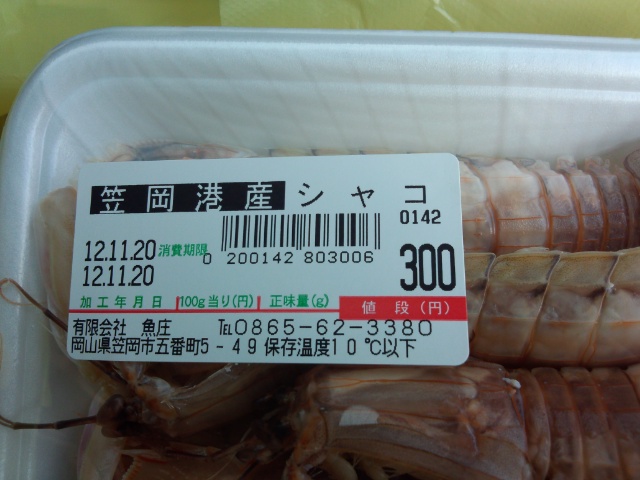 笠岡港産シャコ
0142
12.11.20 消費期限
12.11.20
0 200142 803006
300
加工年月日 100g当り(円) 正味量(g) 値段(円)
有限会社 魚庄 TEL0865-62-3380
岡山県笠岡市五番町5-49保存温度10℃以下